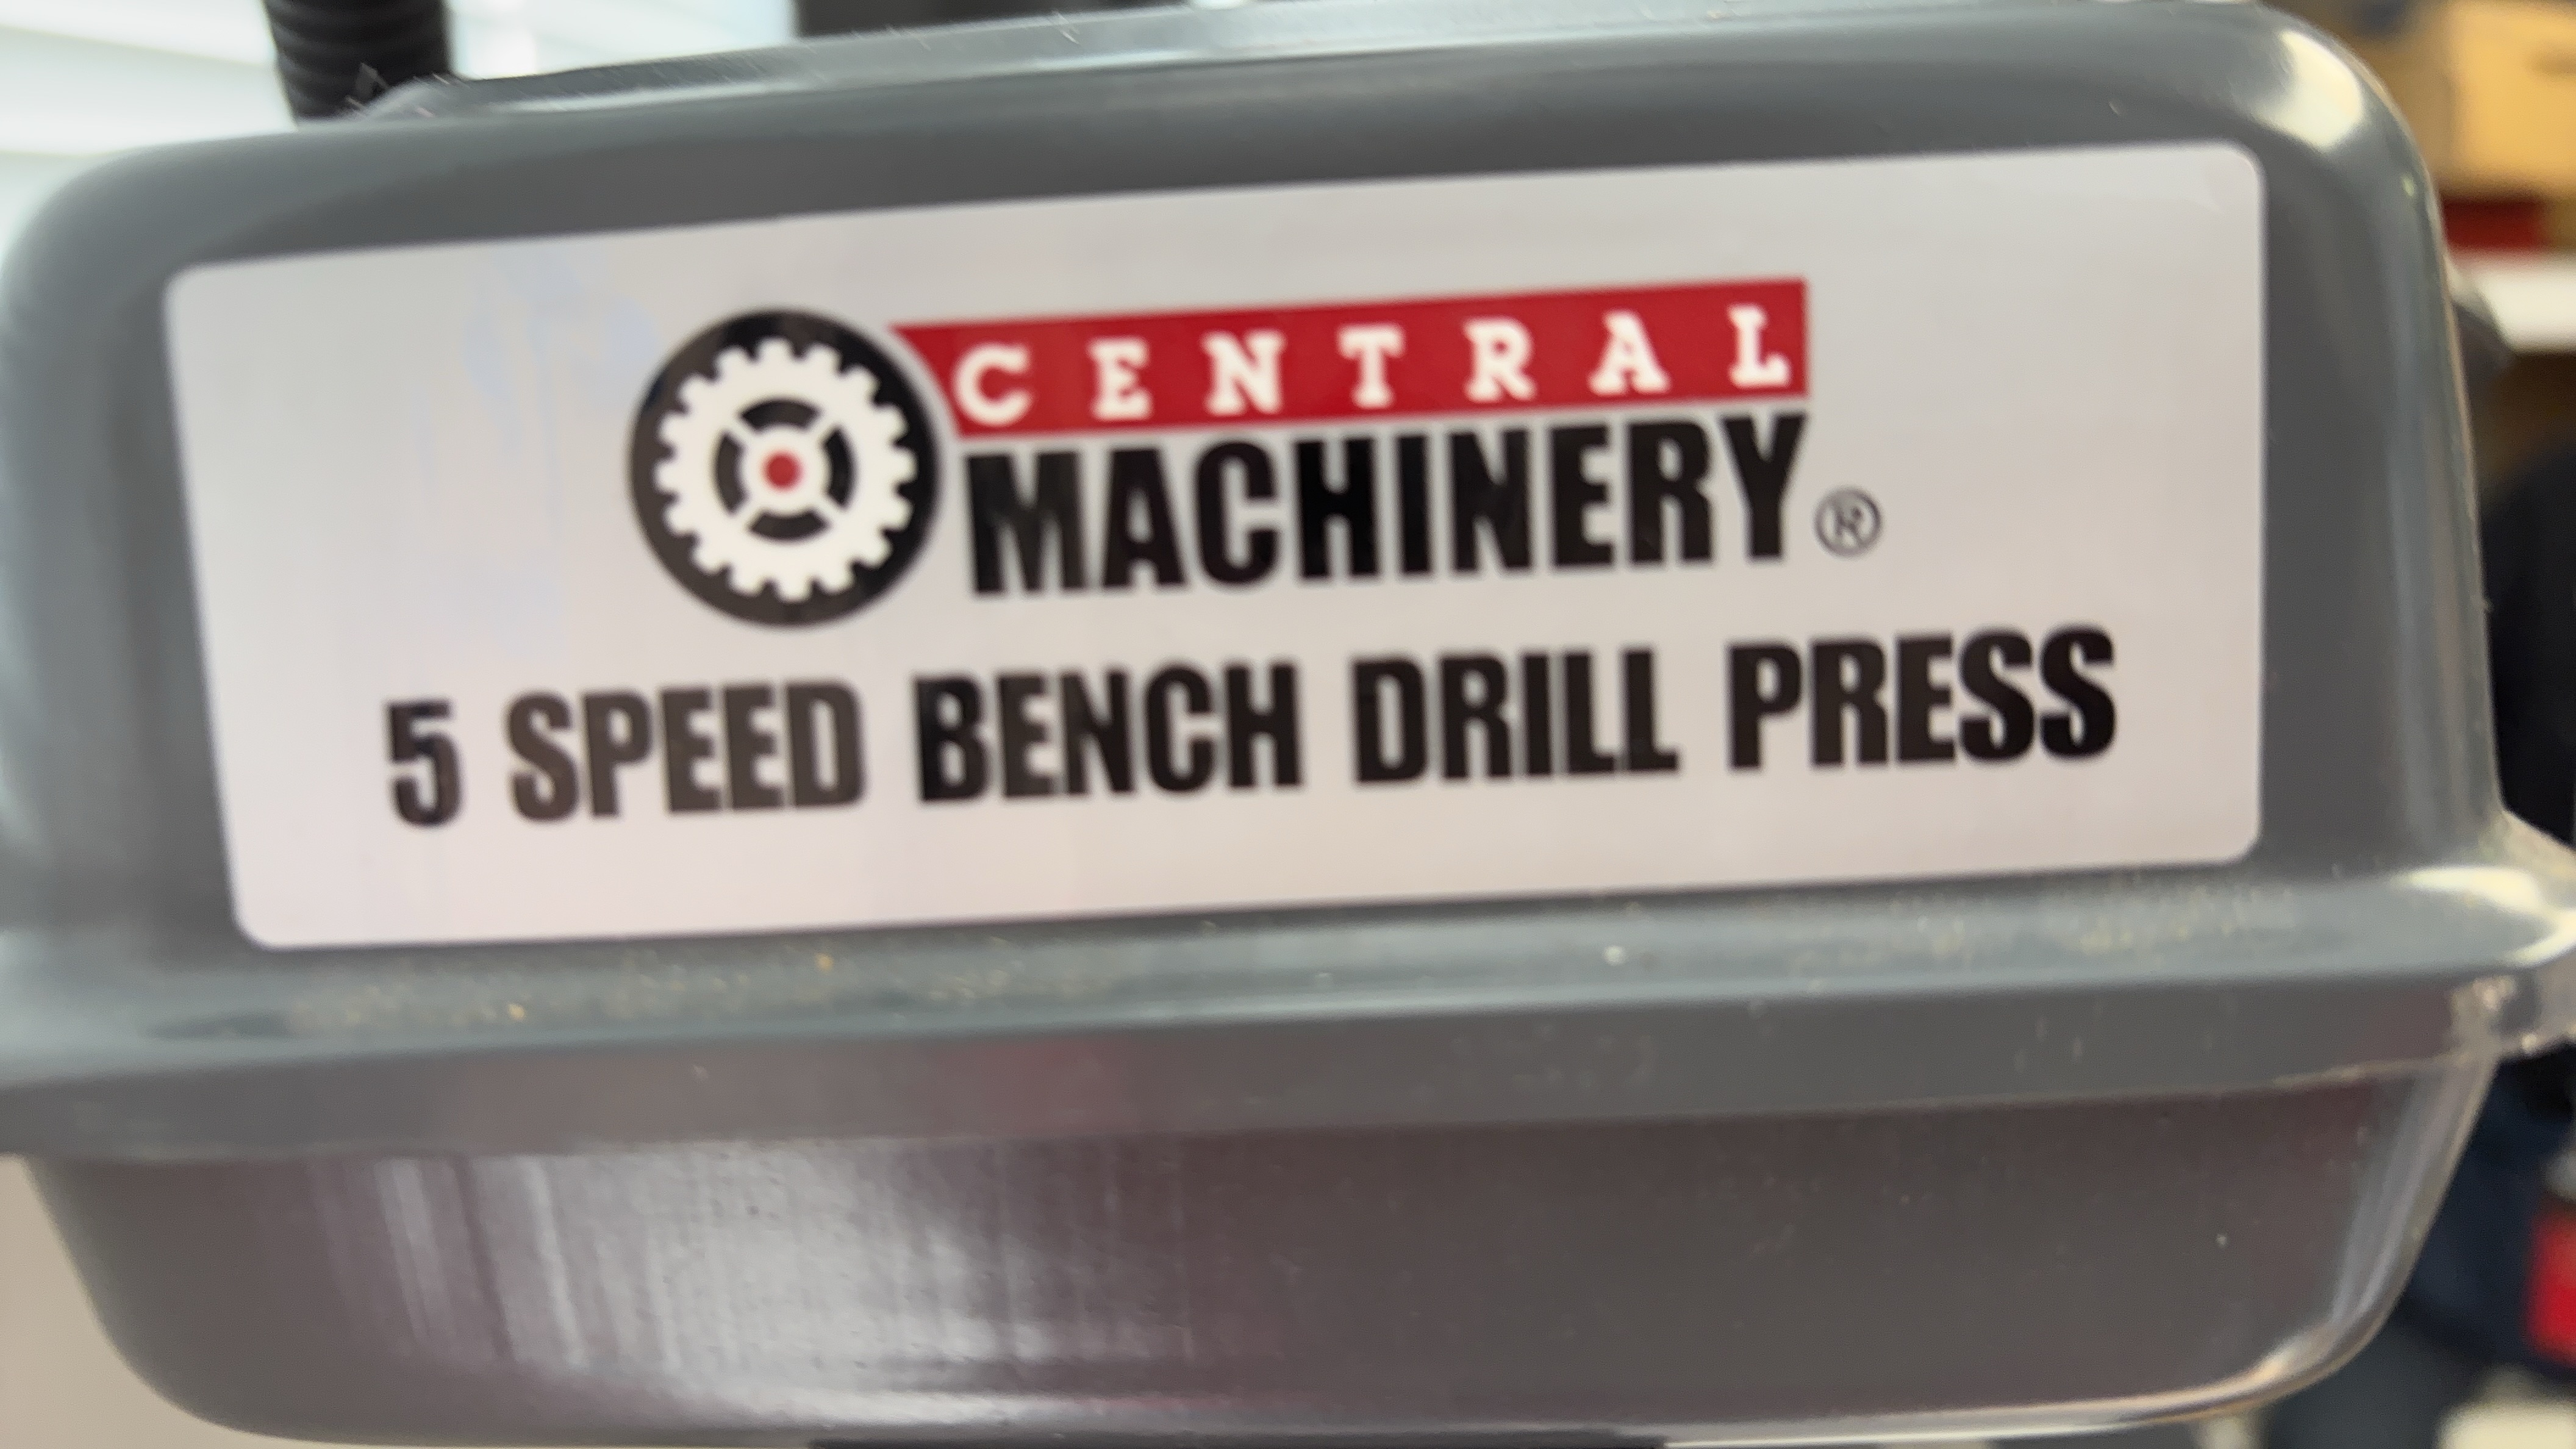 CENTRAL
MACHINERY®
5 SPEED BENCH DRILL PRESS